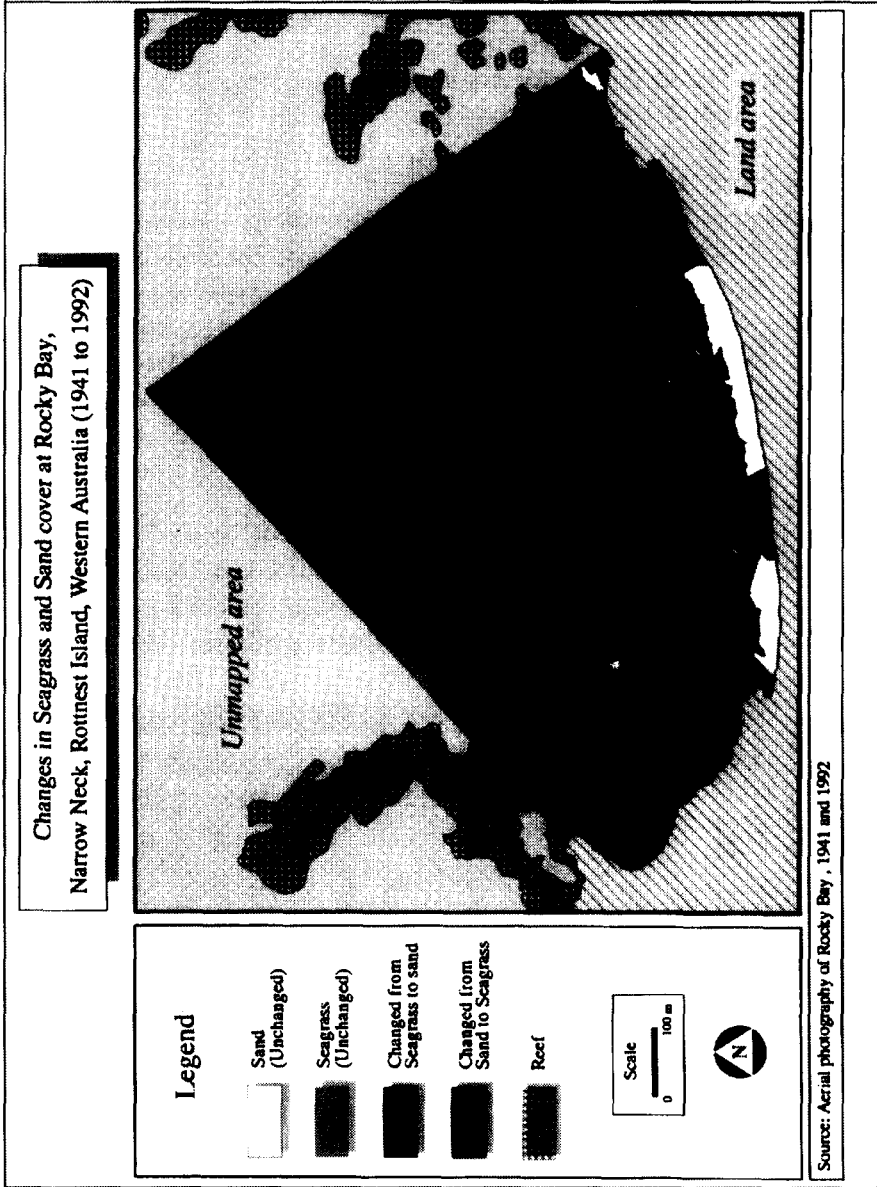 Changes in Seagrass and Sand cover at Rocky Bay,
Narrow Neck, Rottnest Island, Western Australia (1941 to 1992)
Legend
Sand
(Unchanged)
Seagrass
(Unchanged)
Changed from
Seagrass to sand
Changed from
Sand to Seagrass
Reef
Scale
0 100 m
N
Unmapped area
Land area
Source: Aerial photography of Rocky Bay , 1941 and 1992